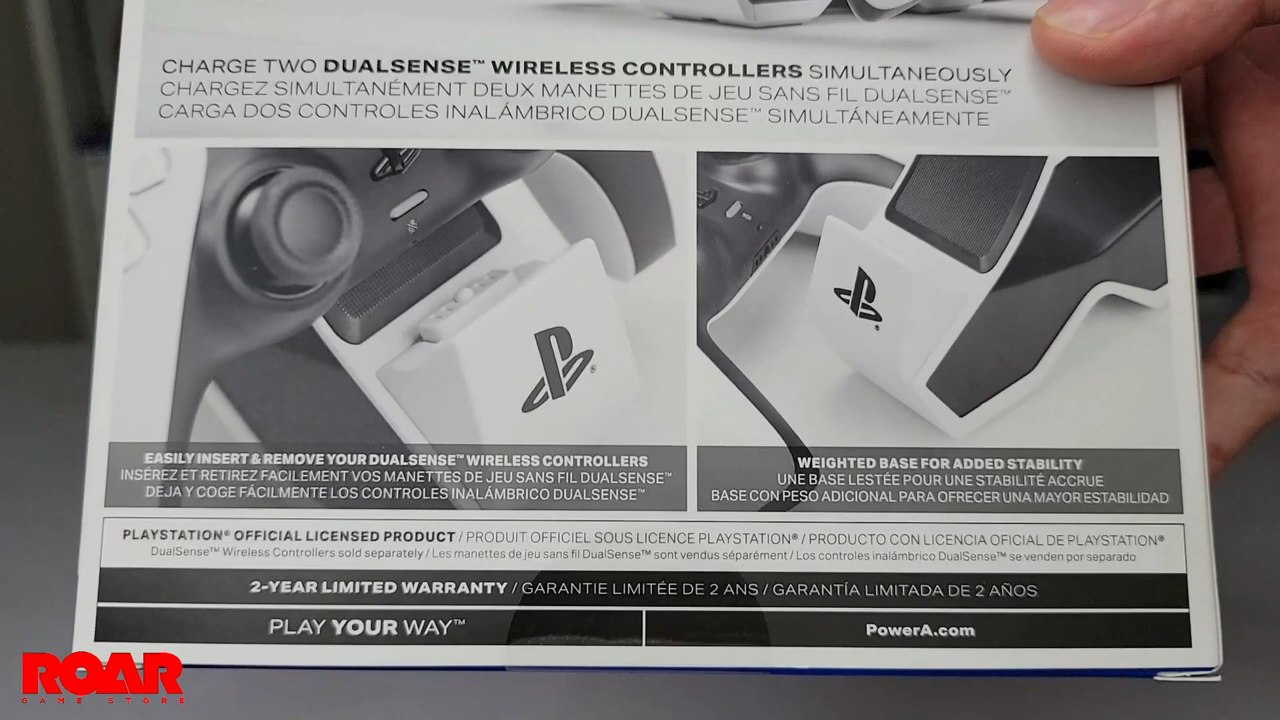 CHARGE TWO DUALSENSE™ WIRELESS CONTROLLERS SIMULTANEOUSLY
CHARGEZ SIMULTANÉMENT DEUX MANETTES DE JEU SANS FIL DUALSENSE™
CARGA DOS CONTROLES INALÁMBRICO DUALSENSE™ SIMULTÁNEAMENTE
EASILY INSERT & REMOVE YOUR DUALSENSE™ WIRELESS CONTROLLERS
INSÉREZ ET RETIREZ FACILEMENT VOS MANETTES DE JEU SANS FIL DUALSENSE™
DEJA Y COGE FÁCILMENTE LOS CONTROLES INALÁMBRICO DUALSENSE™
WEIGHTED BASE FOR ADDED STABILITY
UNE BASE LESTÉE POUR UNE STABILITÉ ACCRUE
BASE CON PESO ADICIONAL PARA OFRECER UNA MAYOR ESTABILIDAD
PLAYSTATION® OFFICIAL LICENSED PRODUCT / PRODUIT OFFICIEL SOUS LICENCE PLAYSTATION® / PRODUCTO CON LICENCIA OFICIAL DE PLAYSTATION®
DualSense™ Wireless Controllers sold separately / Les manettes de jeu sans fil DualSense™ sont vendus séparément / Los controles inalámbrico DualSense™ se venden por separado
2-YEAR LIMITED WARRANTY / GARANTIE LIMITÉE DE 2 ANS / GARANTÍA LIMITADA DE 2 AÑOS
PLAY YOUR WAY™
PowerA.com
ROAR
GAME STORE